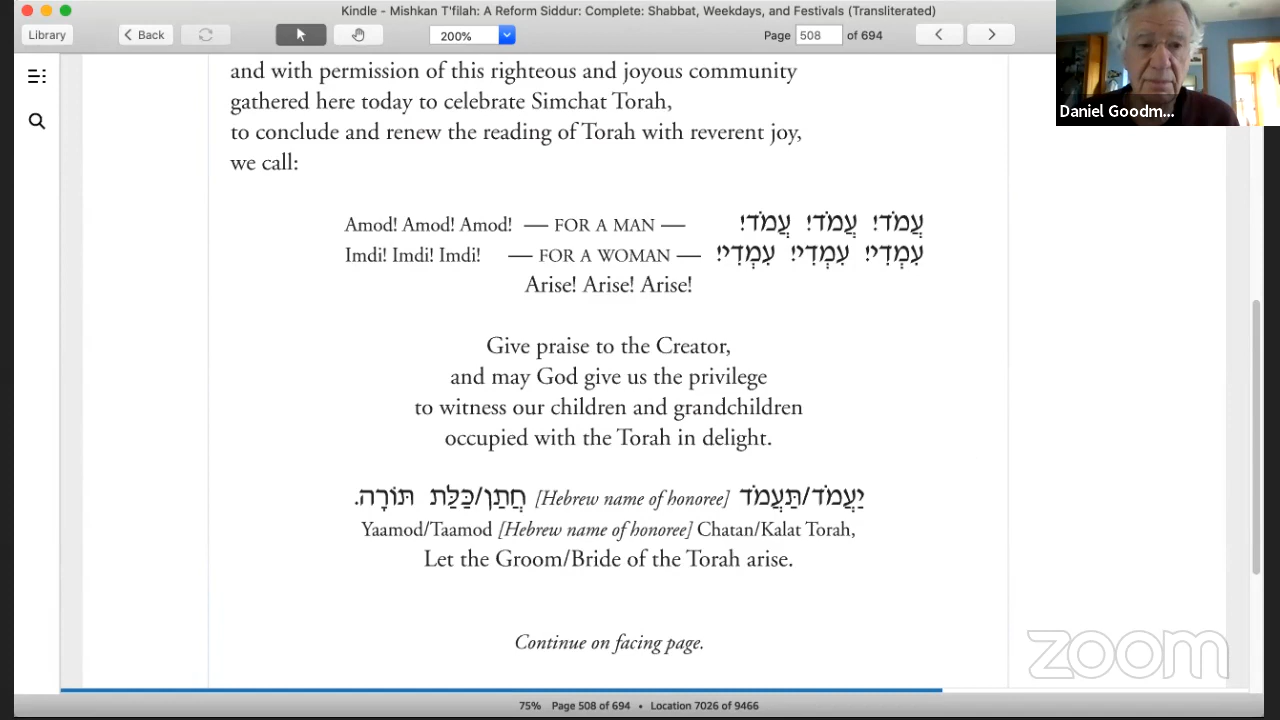 Kindle - Mishkan T'filah: A Reform Siddur: Complete: Shabbat, Weekdays, and Festivals (Transliterated)
Library Back 200% Page 508 of 694
and with permission of this righteous and joyous community
gathered here today to celebrate Simchat Torah,
to conclude and renew the reading of Torah with reverent joy,
we call:
Amod! Amod! Amod! — FOR A MAN — עֲמֹד! עֲמֹד! עֲמֹד!
Imdi! Imdi! Imdi! — FOR A WOMAN — עִמְדִי! עִמְדִי! עִמְדִי!
Arise! Arise! Arise!
Give praise to the Creator,
and may God give us the privilege
to witness our children and grandchildren
occupied with the Torah in delight.
יַעֲמֹד/תַּעֲמֹד [Hebrew name of honoree] חֲתַן/כַּלַּת תּוֹרָה.
Yaamod/Taamod [Hebrew name of honoree] Chatan/Kalat Torah,
Let the Groom/Bride of the Torah arise.
Continue on facing page.
75% Page 508 of 694 • Location 7026 of 9466
Daniel Goodm...
zoom